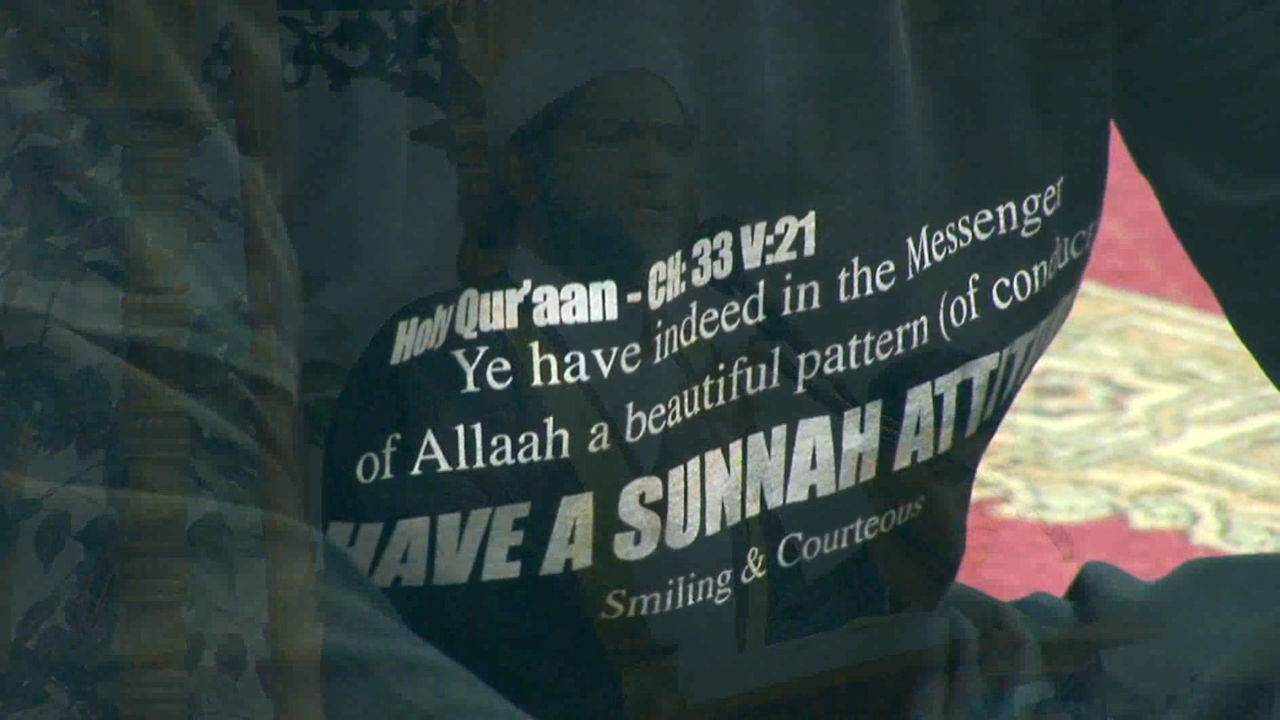 Holy Qur'aan - CH: 33 V:21
Ye have indeed in the Messenger
of Allaah a beautiful pattern (of conduct
HAVE A SUNNAH ATTIT
Smiling & Courteous